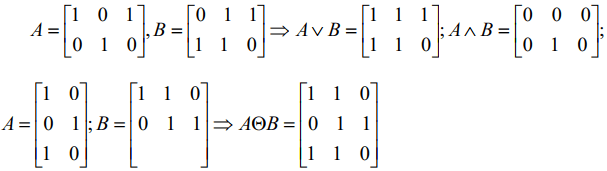 A = [1 0 1; 0 1 0], B = [0 1 1; 1 1 0] ⇒ A ∨ B = [1 1 1; 1 1 0]; A ∧ B = [0 0 0; 0 1 0];
A = [1 0; 0 1; 1 0]; B = [1 1 0; 0 1 1] ⇒ AΘB = [1 1 0; 0 1 1; 1 1 0]